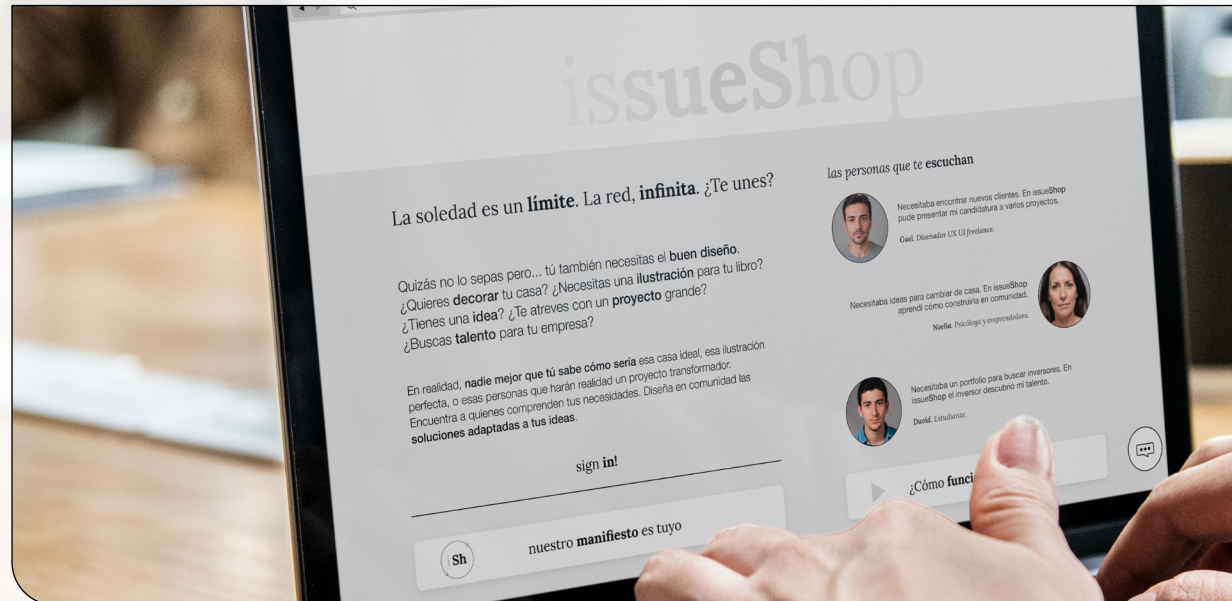 issueShop
La soledad es un límite. La red, infinita. ¿Te unes?
Quizás no lo sepas pero... tú también necesitas el buen diseño.
¿Quieres decorar tu casa? ¿Necesitas una ilustración para tu libro?
¿Tienes una idea? ¿Te atreves con un proyecto grande?
¿Buscas talento para tu empresa?
En realidad, nadie mejor que tú sabe cómo sería esa casa ideal, esa ilustración
perfecta, o esas personas que harán realidad un proyecto transformador.
Encuentra a quienes comprenden tus necesidades. Diseña en comunidad las
soluciones adaptadas a tus ideas.
sign in!
iSh
nuestro manifiesto es tuyo
las personas que te escuchan
Necesitaba encontrar nuevos clientes. En issueShop
pude presentar mi candidatura a varios proyectos.
Gael. Diseñador UX UI freelance.
Necesitaba ideas para cambiar de casa. En issueShop
aprendí cómo construirla en comunidad.
Noelia. Psicóloga y emprendedora.
Necesitaba un portfolio para buscar inversores. En
issueShop el inversor descubrió mi talento.
David. Estudiante.
¿Cómo funci